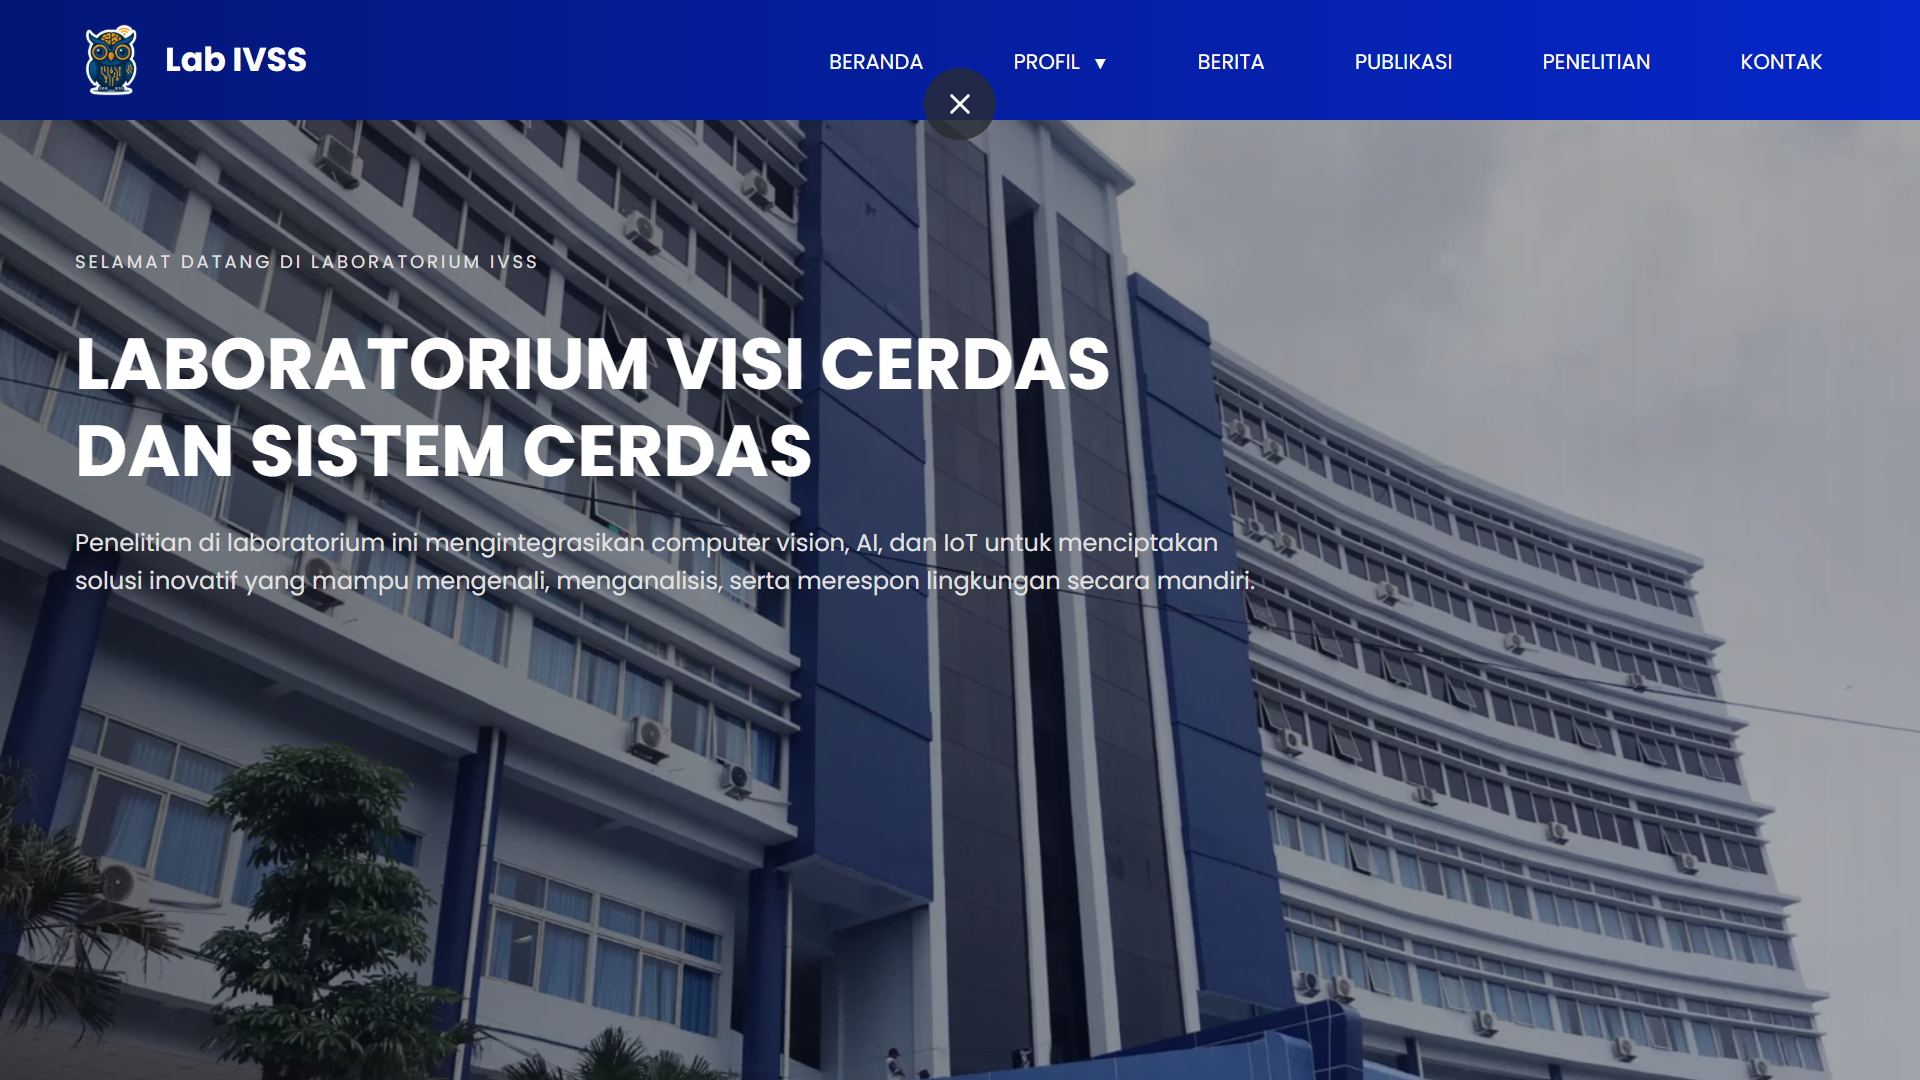 Lab IVSS
BERANDA PROFIL ▼ BERITA PUBLIKASI PENELITIAN KONTAK
SELAMAT DATANG DI LABORATORIUM IVSS
LABORATORIUM VISI CERDAS
DAN SISTEM CERDAS
Penelitian di laboratorium ini mengintegrasikan computer vision, AI, dan IoT untuk menciptakan
solusi inovatif yang mampu mengenali, menganalisis, serta merespon lingkungan secara mandiri.